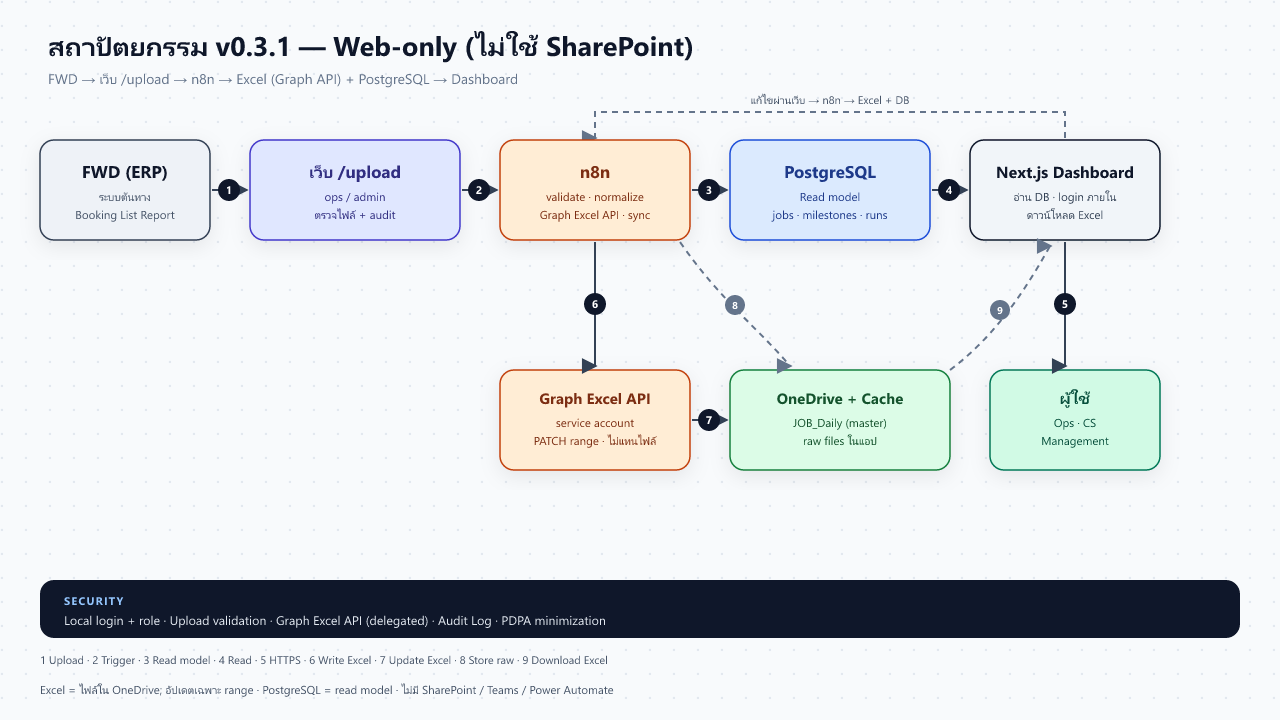 สถาปัตยกรรม v0.3.1 — Web-only (ไม่ใช้ SharePoint)
FWD → เว็บ /upload → n8n → Excel (Graph API) + PostgreSQL → Dashboard
แก้ไขผ่านเว็บ → n8n → Excel + DB
FWD (ERP)
ระบบต้นทาง
Booking List Report
1
เว็บ /upload
ops / admin
ตรวจไฟล์ + audit
2
n8n
validate · normalize
Graph Excel API · sync
3
PostgreSQL
Read model
jobs · milestones · runs
4
Next.js Dashboard
อ่าน DB · login ภายใน
ดาวน์โหลด Excel
6
8
9
5
Graph Excel API
service account
PATCH range · ไม่แทนไฟล์
7
OneDrive + Cache
JOB_Daily (master)
raw files ในแอป
ผู้ใช้
Ops · CS
Management
SECURITY
Local login + role · Upload validation · Graph Excel API (delegated) · Audit Log · PDPA minimization
1 Upload · 2 Trigger · 3 Read model · 4 Read · 5 HTTPS · 6 Write Excel · 7 Update Excel · 8 Store raw · 9 Download Excel
Excel = ไฟล์ใน OneDrive; อัปเดตเฉพาะ range · PostgreSQL = read model · ไม่มี SharePoint / Teams / Power Automate